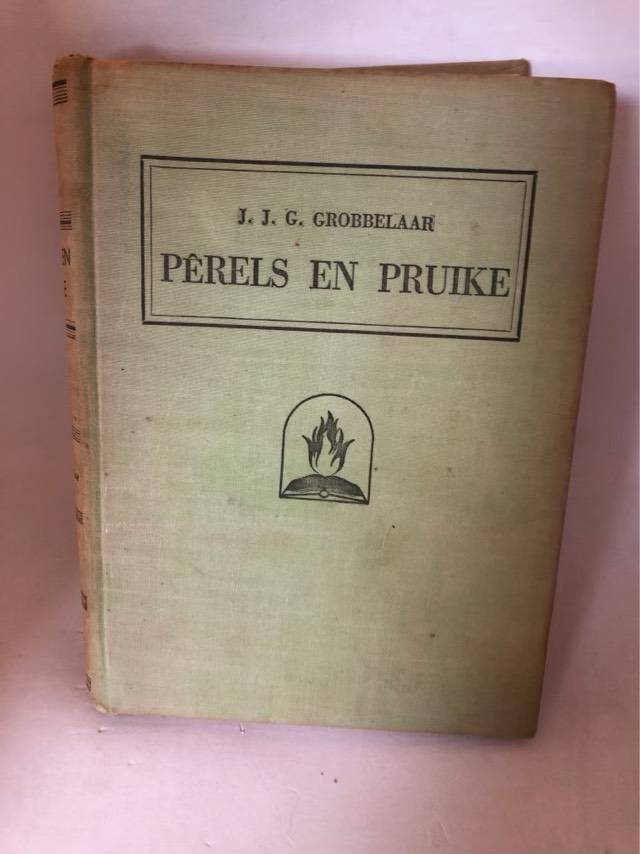 J. J. G. GROBBELAAR
PÊRELS EN PRUIKE